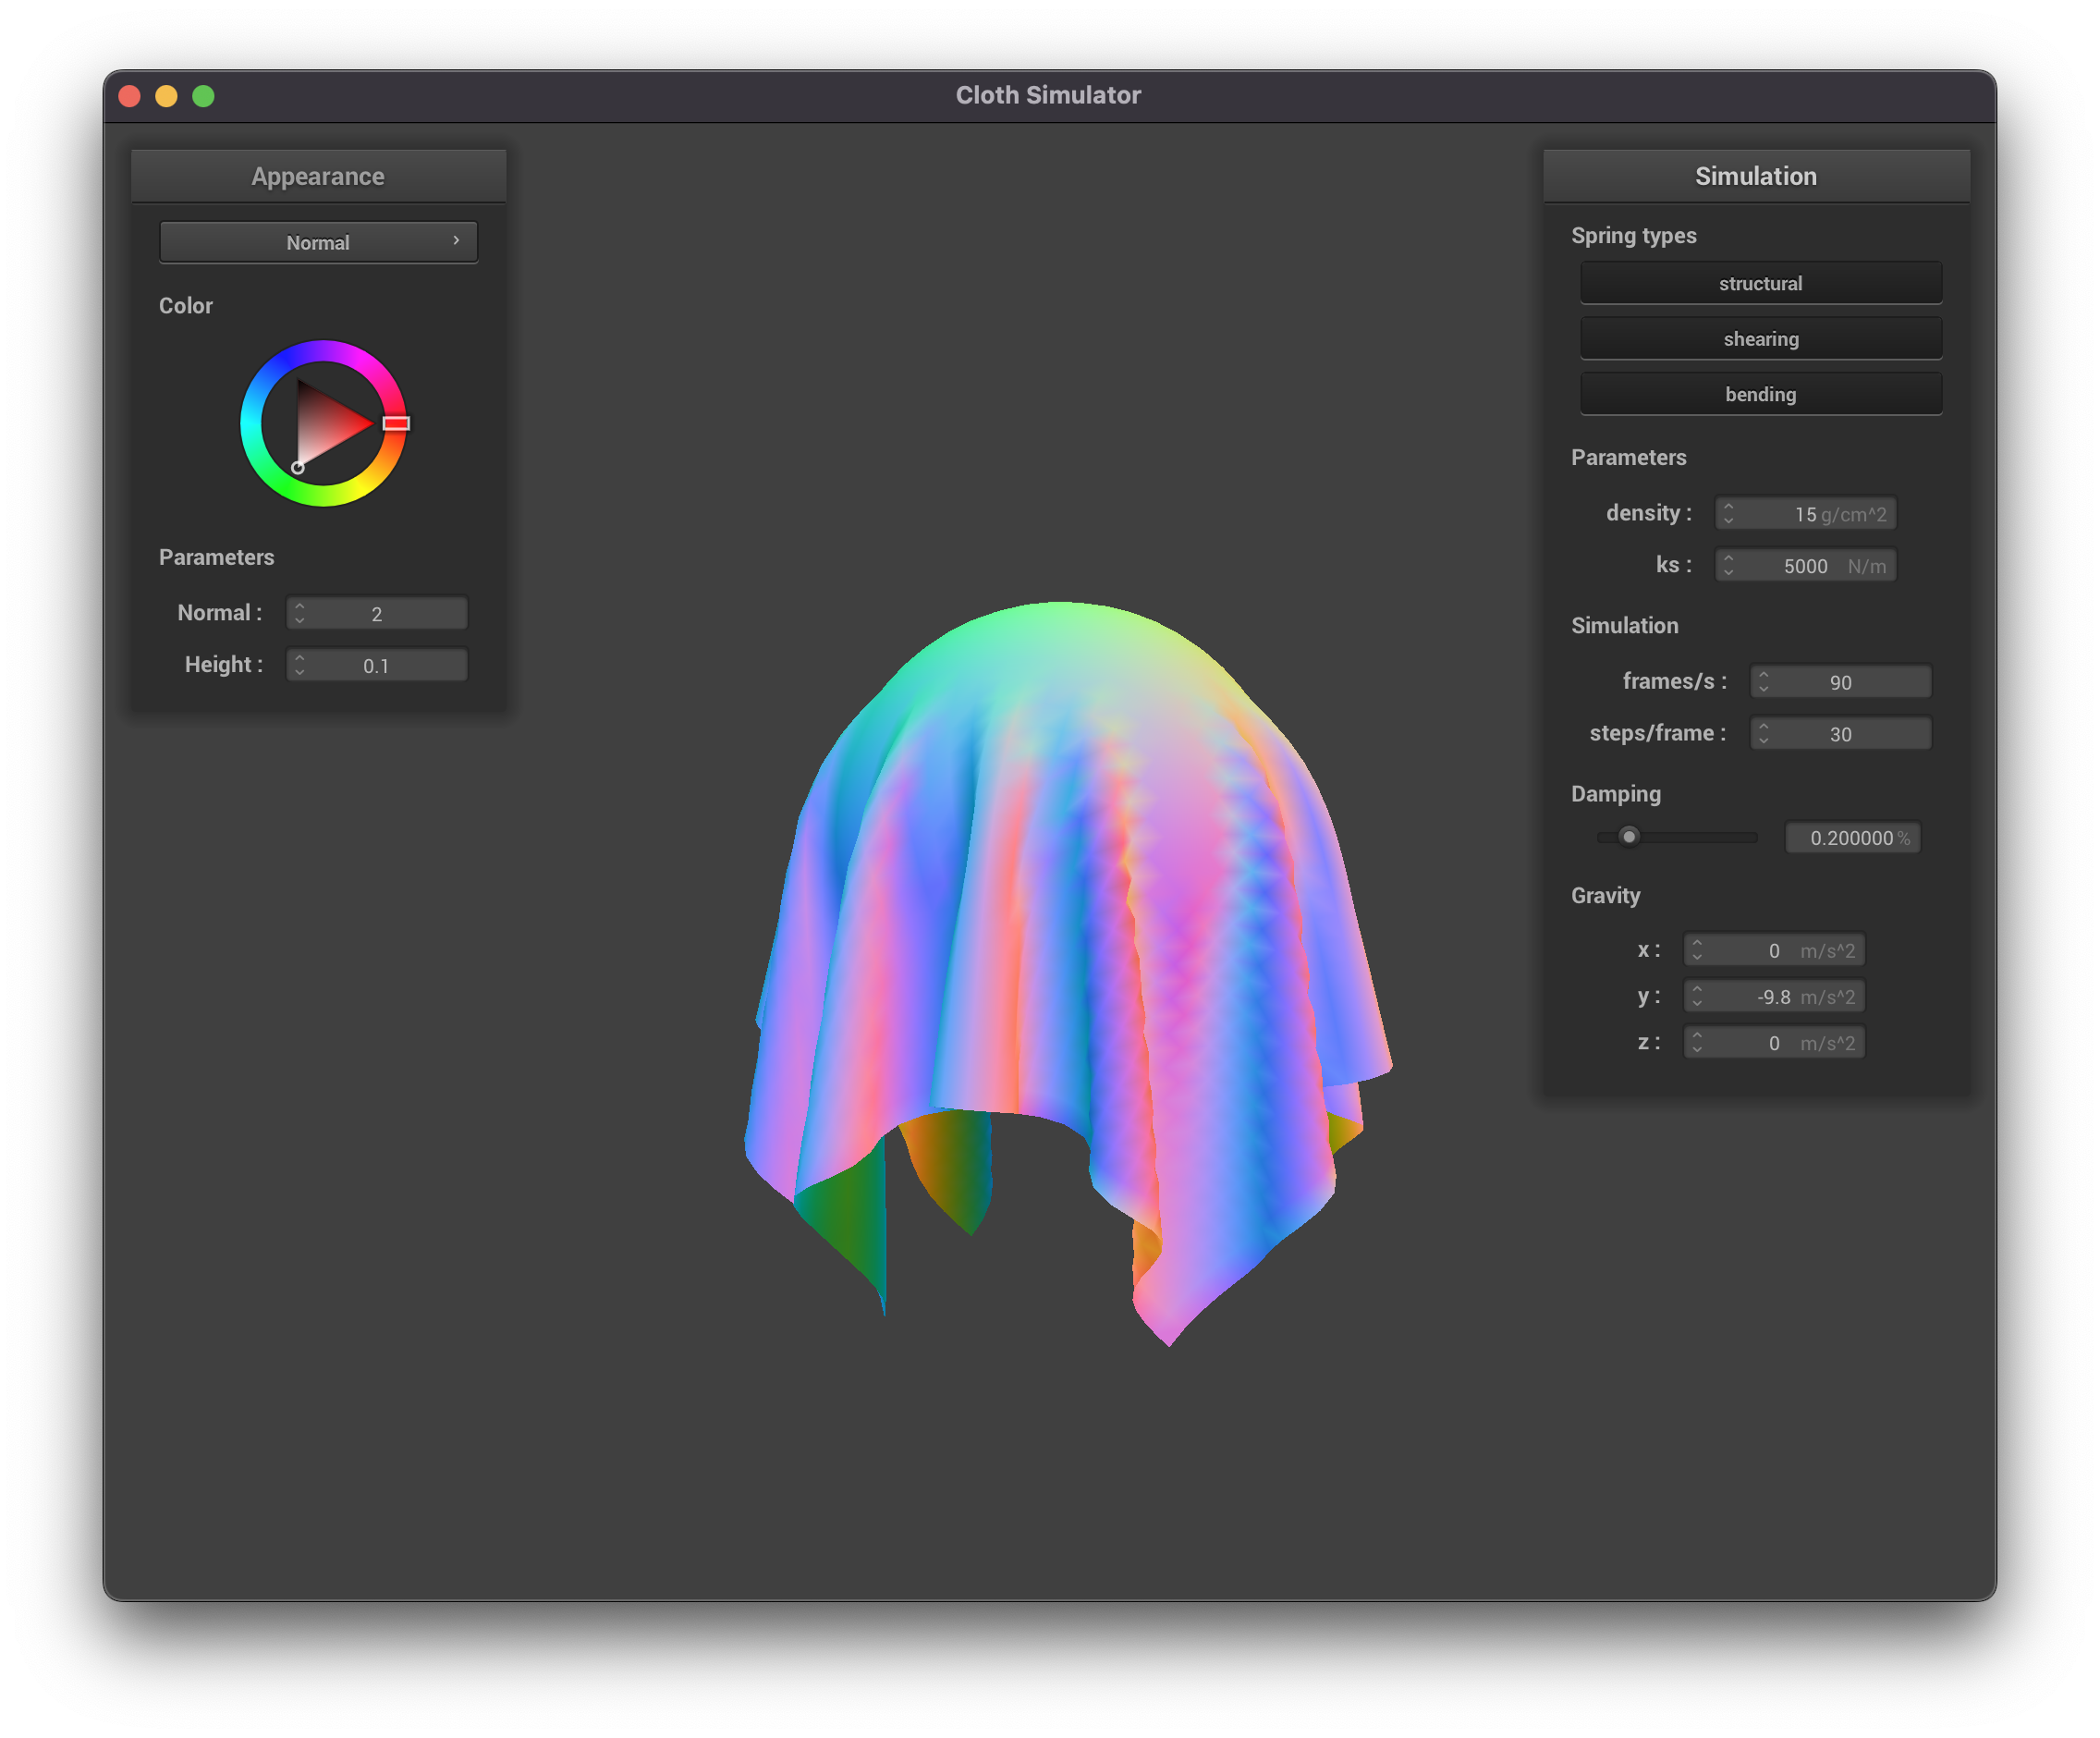 Cloth Simulator
Appearance
Normal
Color
Parameters
Normal : 2
Height : 0.1
Simulation
Spring types
structural
shearing
bending
Parameters
density : 15 g/cm^2
ks : 5000 N/m
Simulation
frames/s : 90
steps/frame : 30
Damping
0.200000 %
Gravity
x : 0 m/s^2
y : -9.8 m/s^2
z : 0 m/s^2